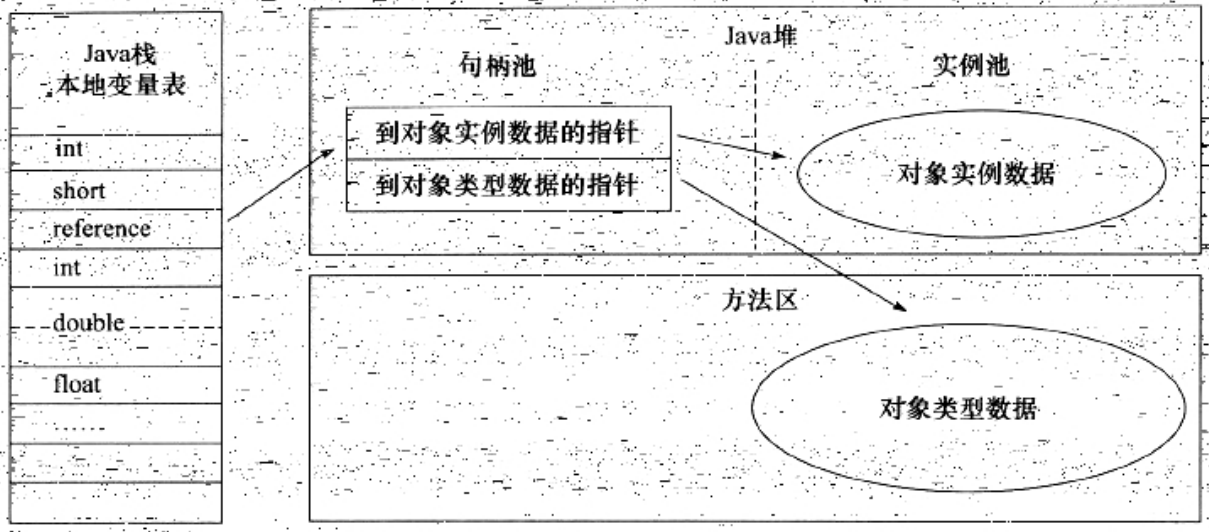 Java栈
本地变量表
int
short
reference
int
double
float
......
Java堆
句柄池
实例池
到对象实例数据的指针
到对象类型数据的指针
对象实例数据
方法区
对象类型数据